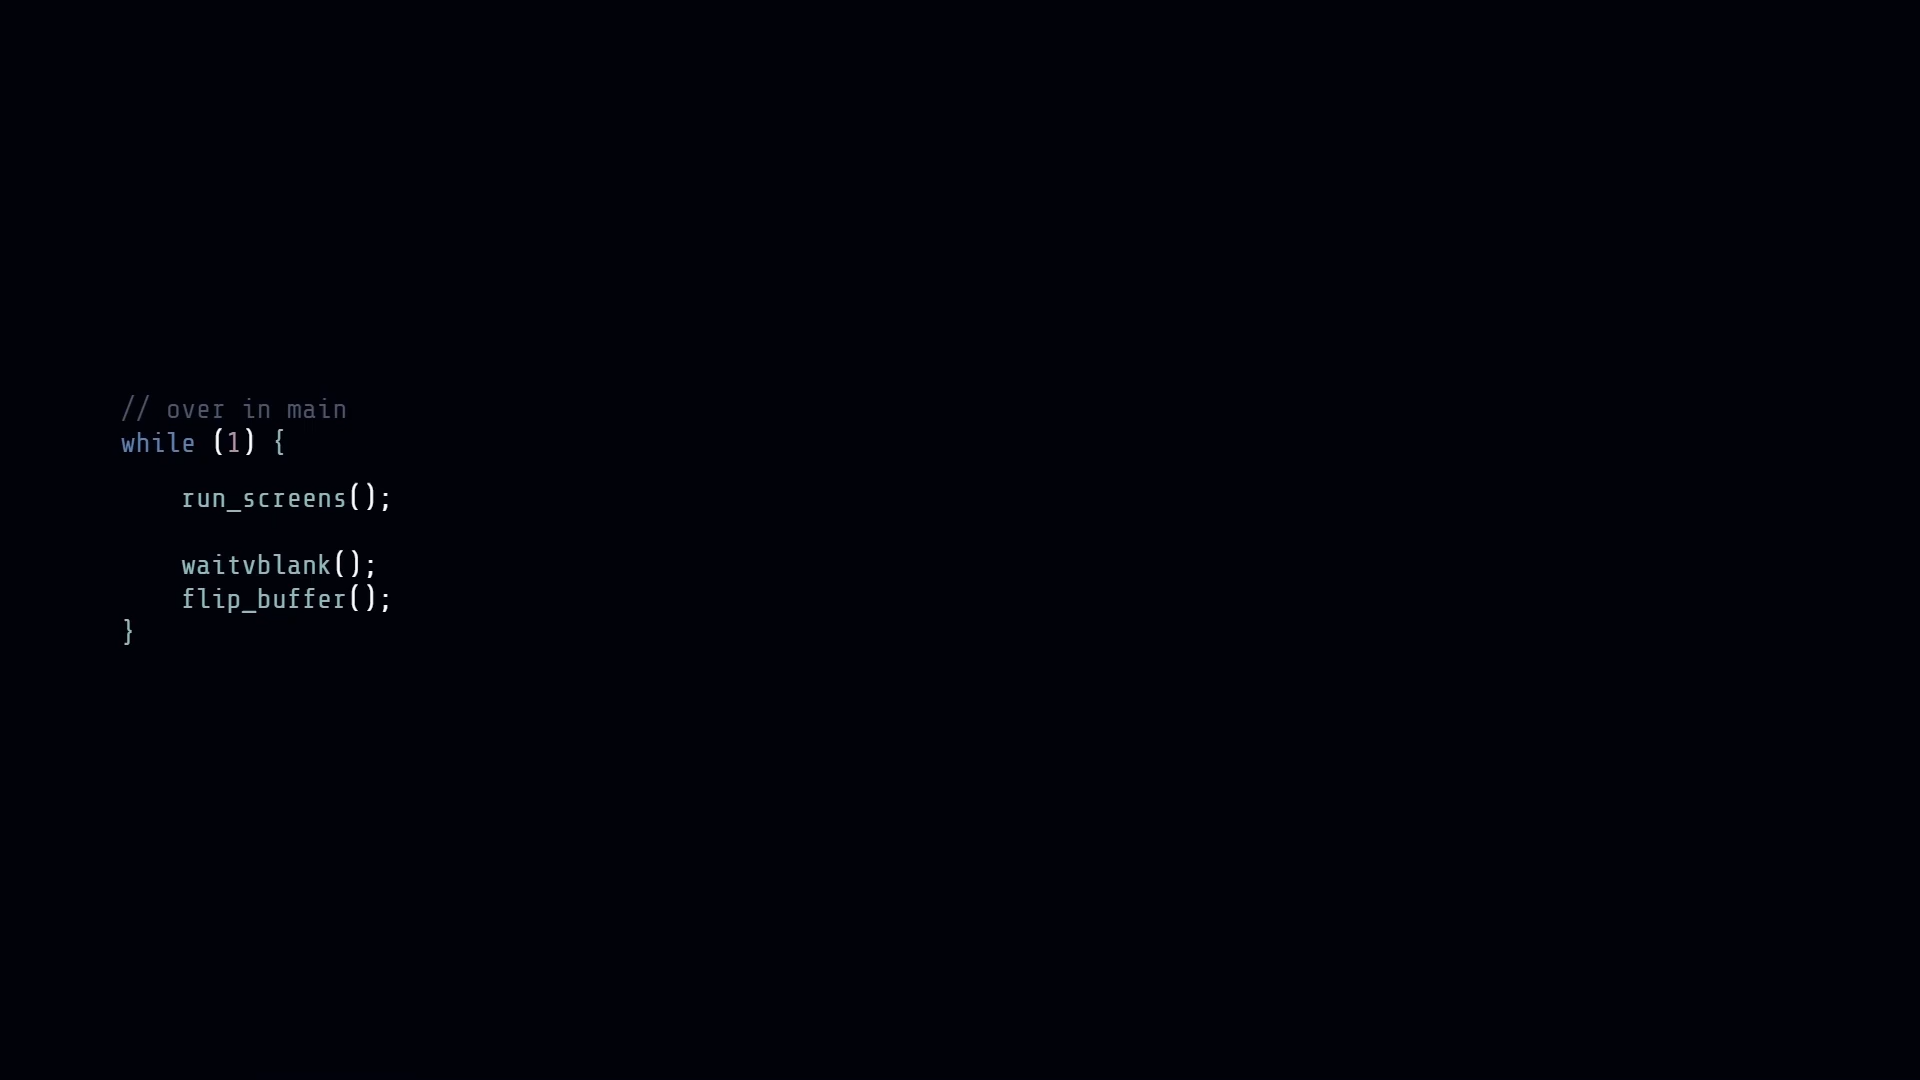 // over in main
while (1) {
    run_screens();
    waitvblank();
    flip_buffer();
}